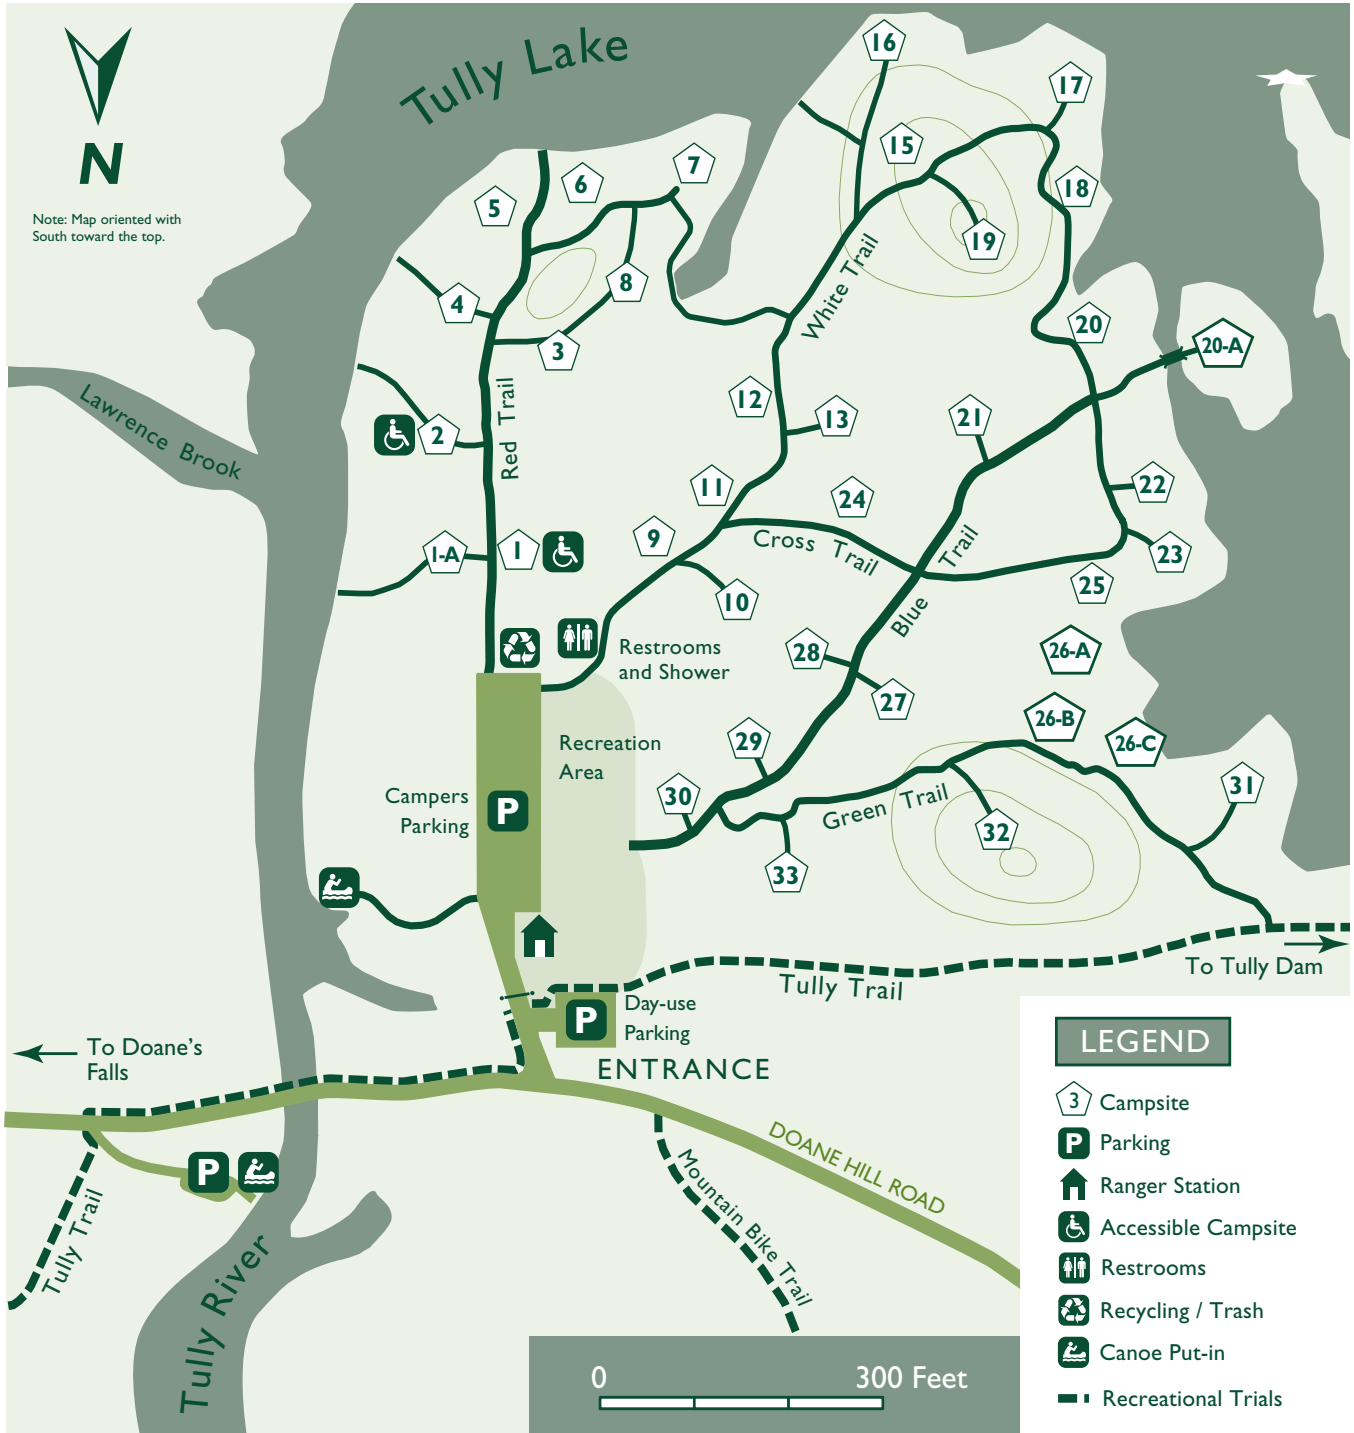 Tully Lake
N
Note: Map oriented with
South toward the top.
16
17
15
7
6
5
18
19
8
4
White Trail
20
3
20-A
Lawrence Brook
Red Trail
12
13
21
2
11
24
22
9
Cross Trail
Blue Trail
1-A
1
23
10
25
Restrooms
and Shower
28
26-A
27
26-B
26-C
Recreation
Area
29
30
31
Campers
Parking
P
Green Trail
32
33
To Tully Dam
Tully Trail
Day-use
Parking
P
To Doane's
Falls
ENTRANCE
DOANE HILL ROAD
P
Mountain Bike Trail
Tully Trail
Tully River
0
300 Feet
LEGEND
3 Campsite
P Parking
Ranger Station
Accessible Campsite
Restrooms
Recycling / Trash
Canoe Put-in
Recreational Trials